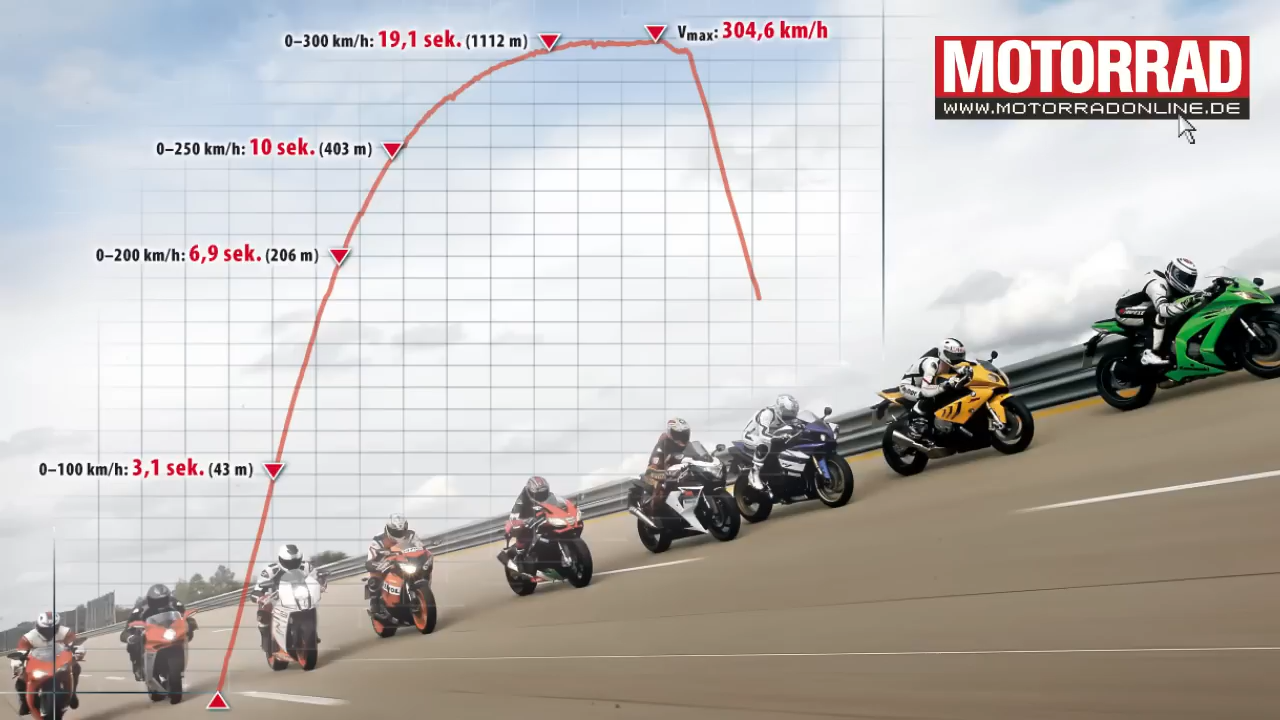 0–300 km/h: 19,1 sek. (1112 m)
Vmax: 304,6 km/h
MOTORRAD
WWW.MOTORRADONLINE.DE
0–250 km/h: 10 sek. (403 m)
0–200 km/h: 6,9 sek. (206 m)
0–100 km/h: 3,1 sek. (43 m)